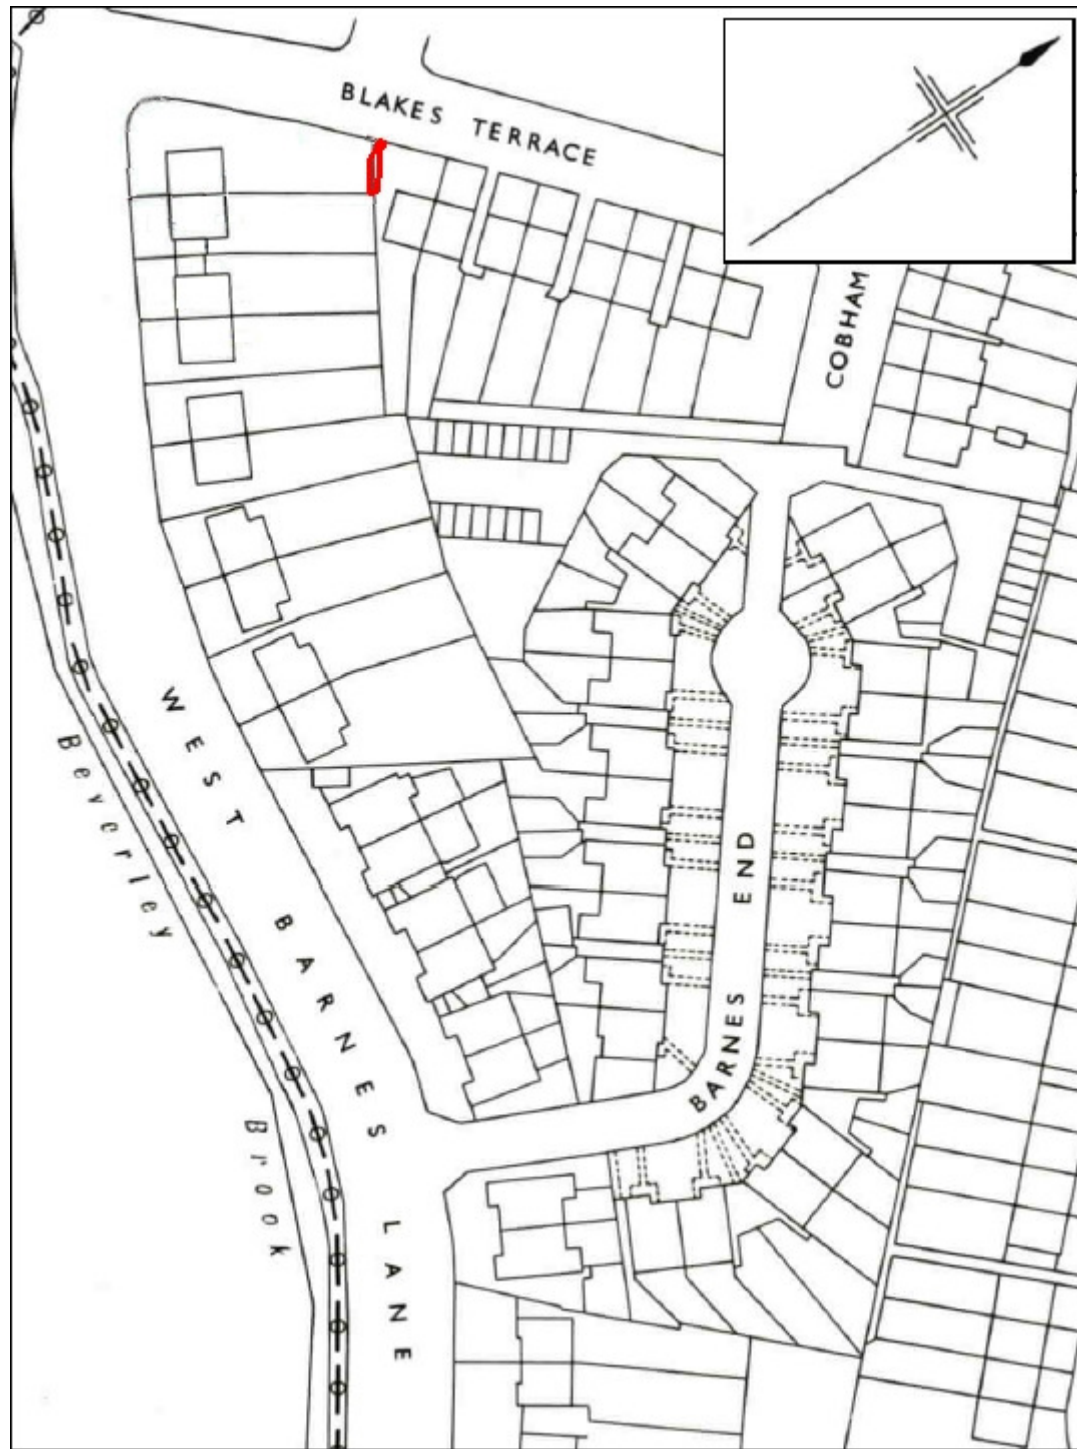 BLAKES TERRACE
COBHAM
WEST BARNES LANE
Beverley Brook
BARNES END